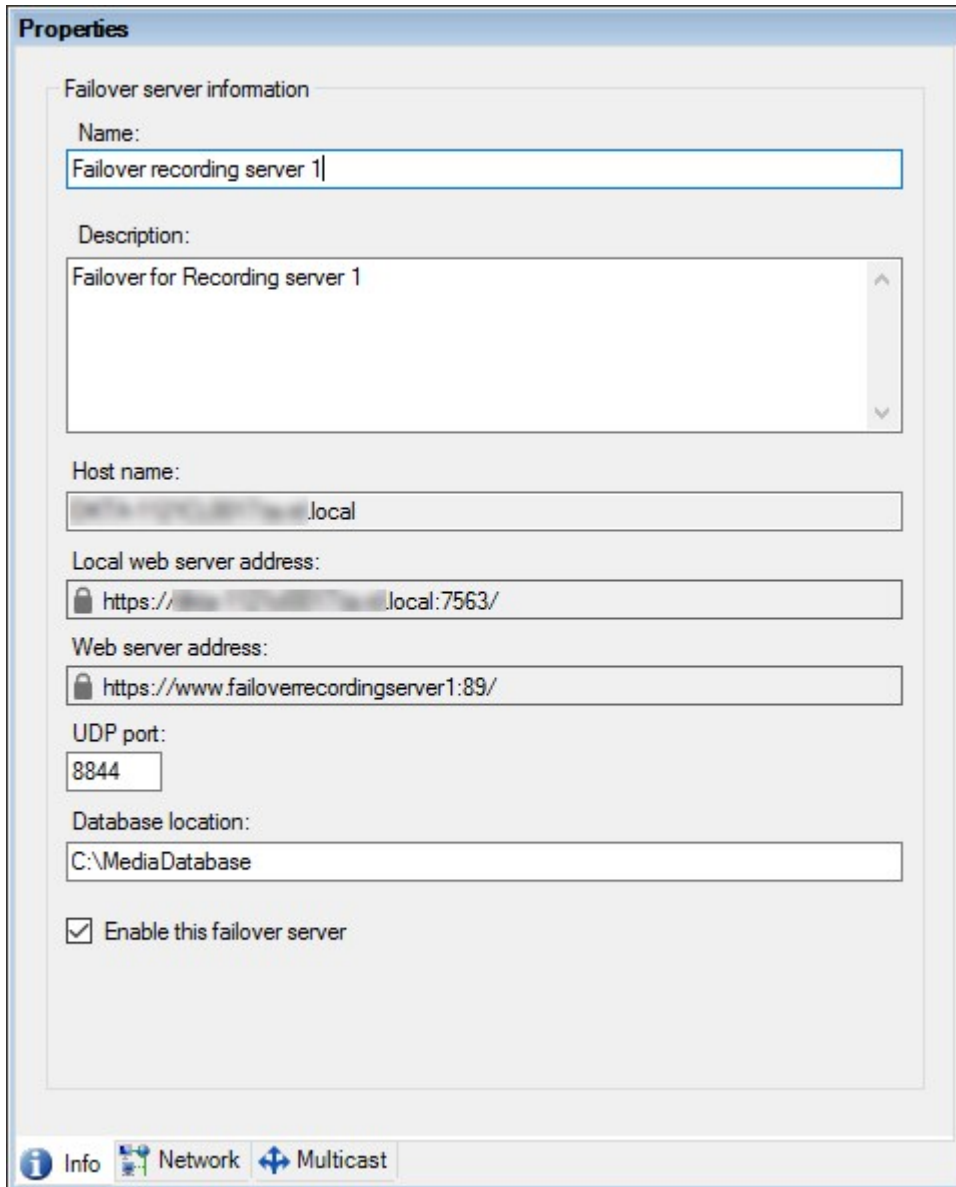 Properties
Failover server information
Name:
Failover recording server 1
Description:
Failover for Recording server 1
Host name:
.local
Local web server address:
https:// .local:7563/
Web server address:
https://www.failoverrecordingserver1:89/
UDP port:
8844
Database location:
C:\MediaDatabase
Enable this failover server
Info Network Multicast